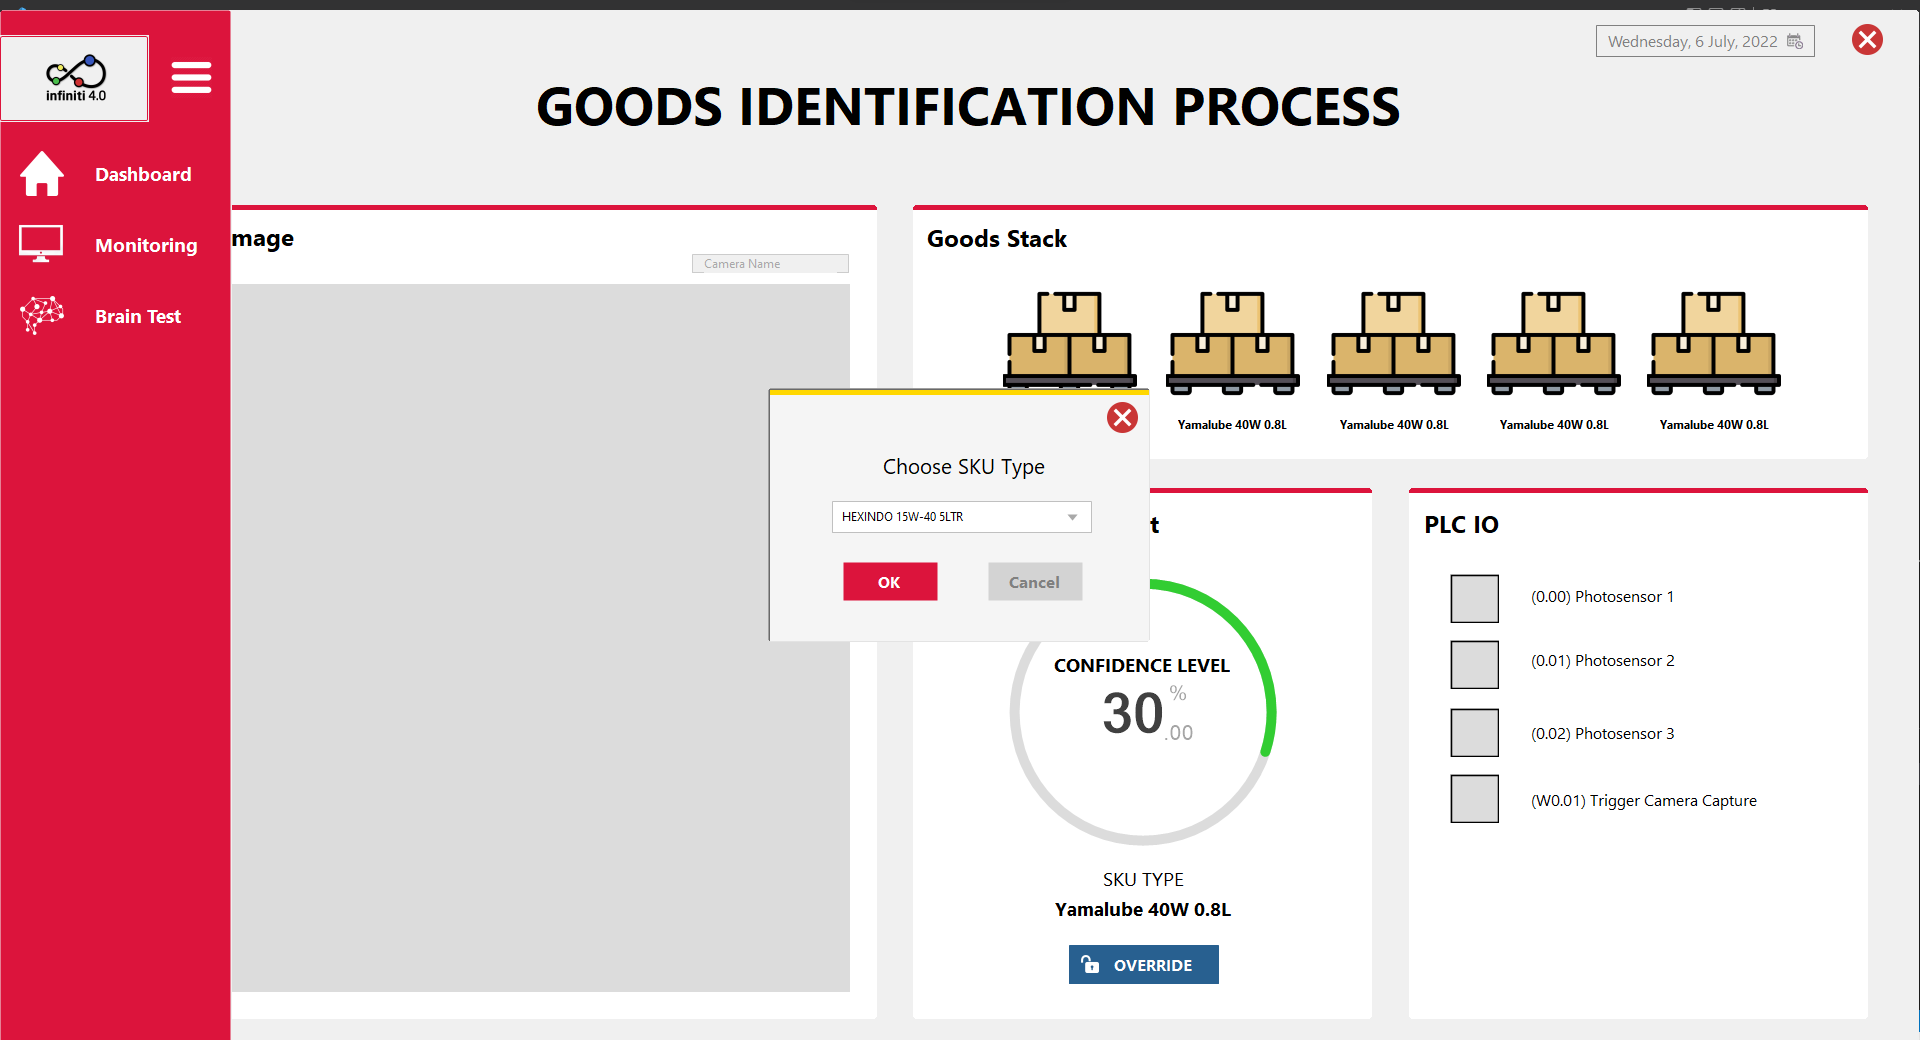 infiniti 4.0
Dashboard
Monitoring
Brain Test
Wednesday, 6 July, 2022
GOODS IDENTIFICATION PROCESS
mage
Camera Name
Goods Stack
Yamalube 40W 0.8L
Yamalube 40W 0.8L
Yamalube 40W 0.8L
Yamalube 40W 0.8L
Choose SKU Type
HEXINDO 15W-40 5LTR
OK
Cancel
t
CONFIDENCE LEVEL
30
%
.00
SKU TYPE
Yamalube 40W 0.8L
OVERRIDE
PLC IO
(0.00) Photosensor 1
(0.01) Photosensor 2
(0.02) Photosensor 3
(W0.01) Trigger Camera Capture